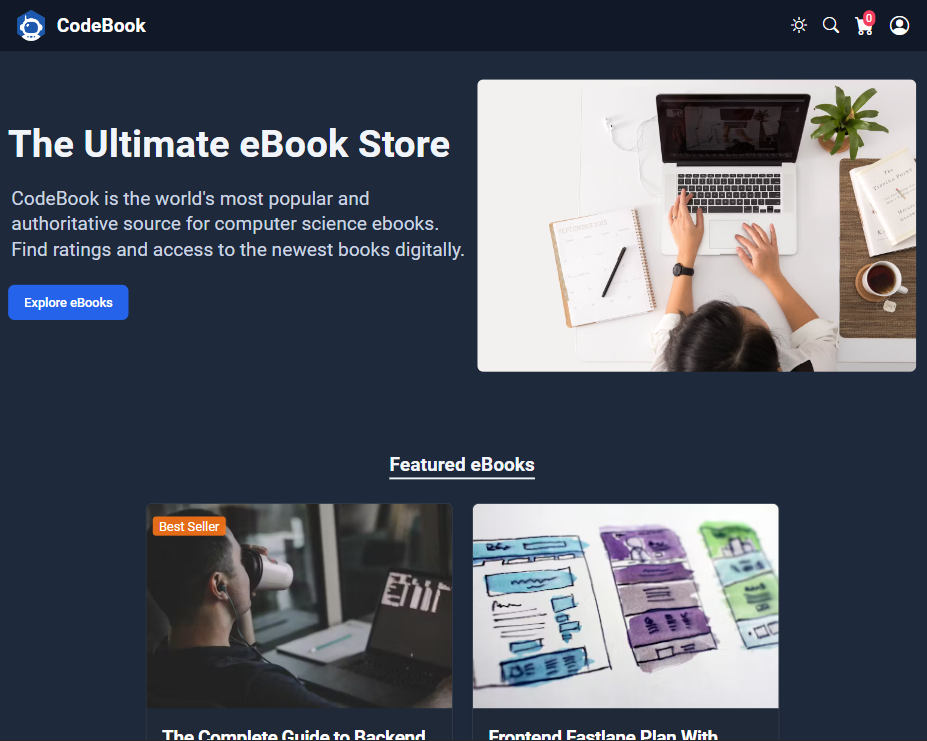 CodeBook
0
The Ultimate eBook Store
CodeBook is the world's most popular and
authoritative source for computer science ebooks.
Find ratings and access to the newest books digitally.
Explore eBooks
Featured eBooks
Best Seller
The Complete Guide to Backend
Frontend Fastlane Plan With